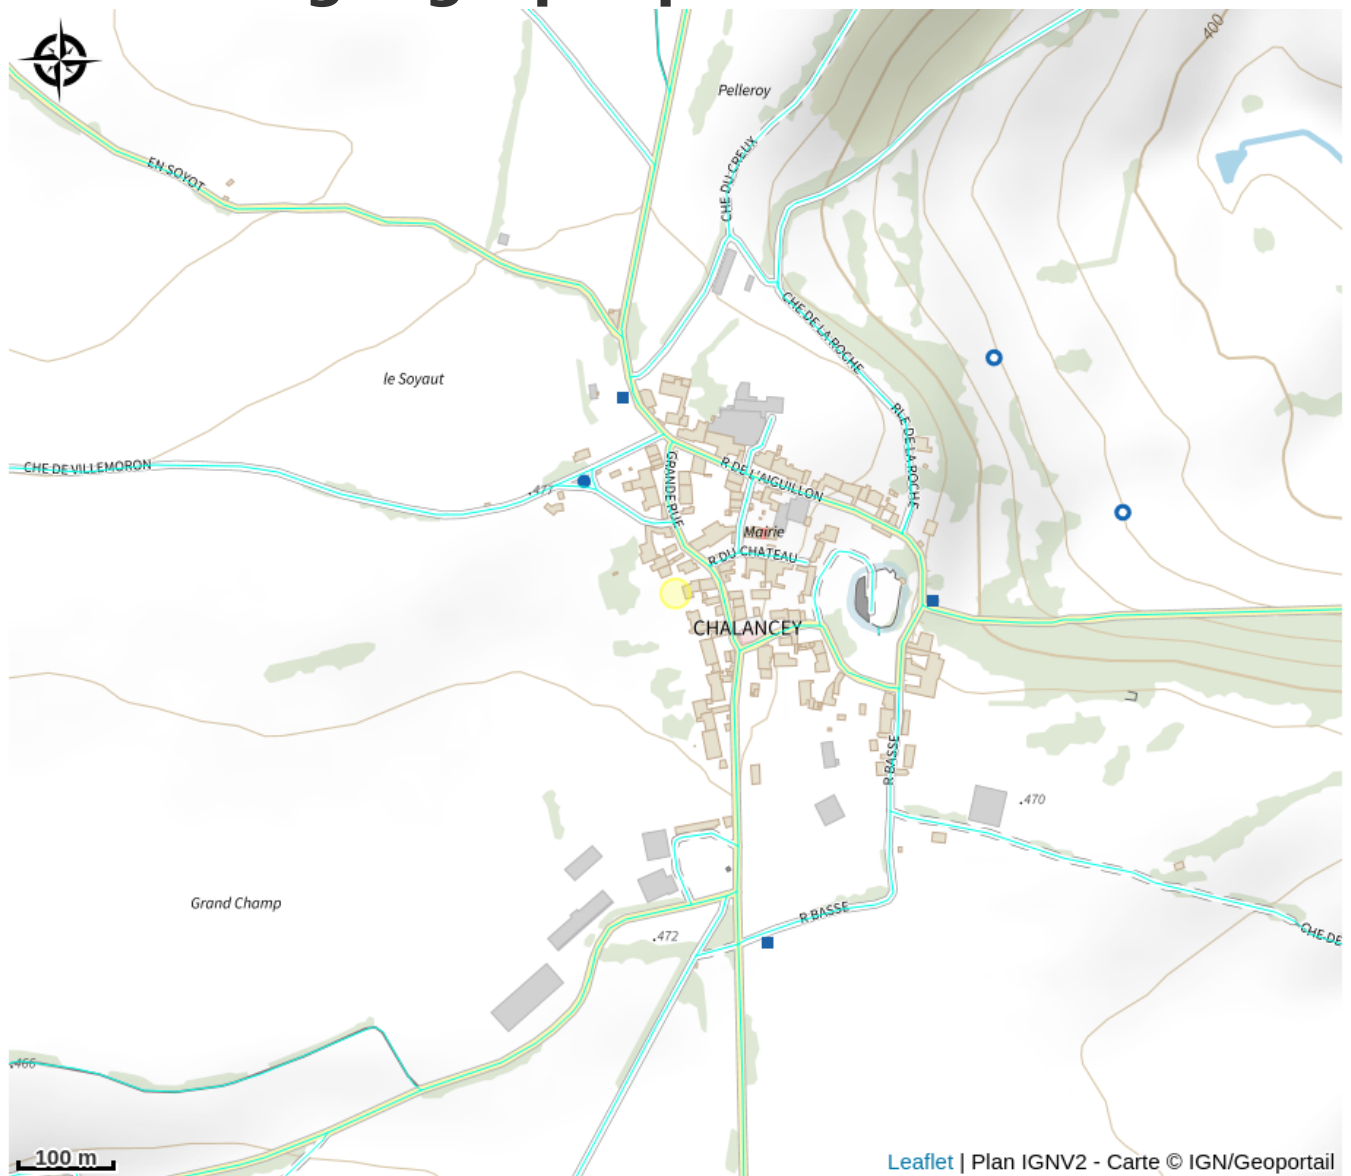 400
Pelleroy
EN SOYOT
CHE DU CREUX
CHE DE LA ROCHE
le Soyaut
RLE DE LA ROCHE
CHE DE VILLEMORON
GRANDE RUE
R DE L'AIGUILLON
.477
Mairie
R DU CHATEAU
CHALANCEY
R BASSE
.470
Grand Champ
R BASSE
.472
CHE DE
.466
100 m
Leaflet | Plan IGNV2 - Carte © IGN/Geoportail